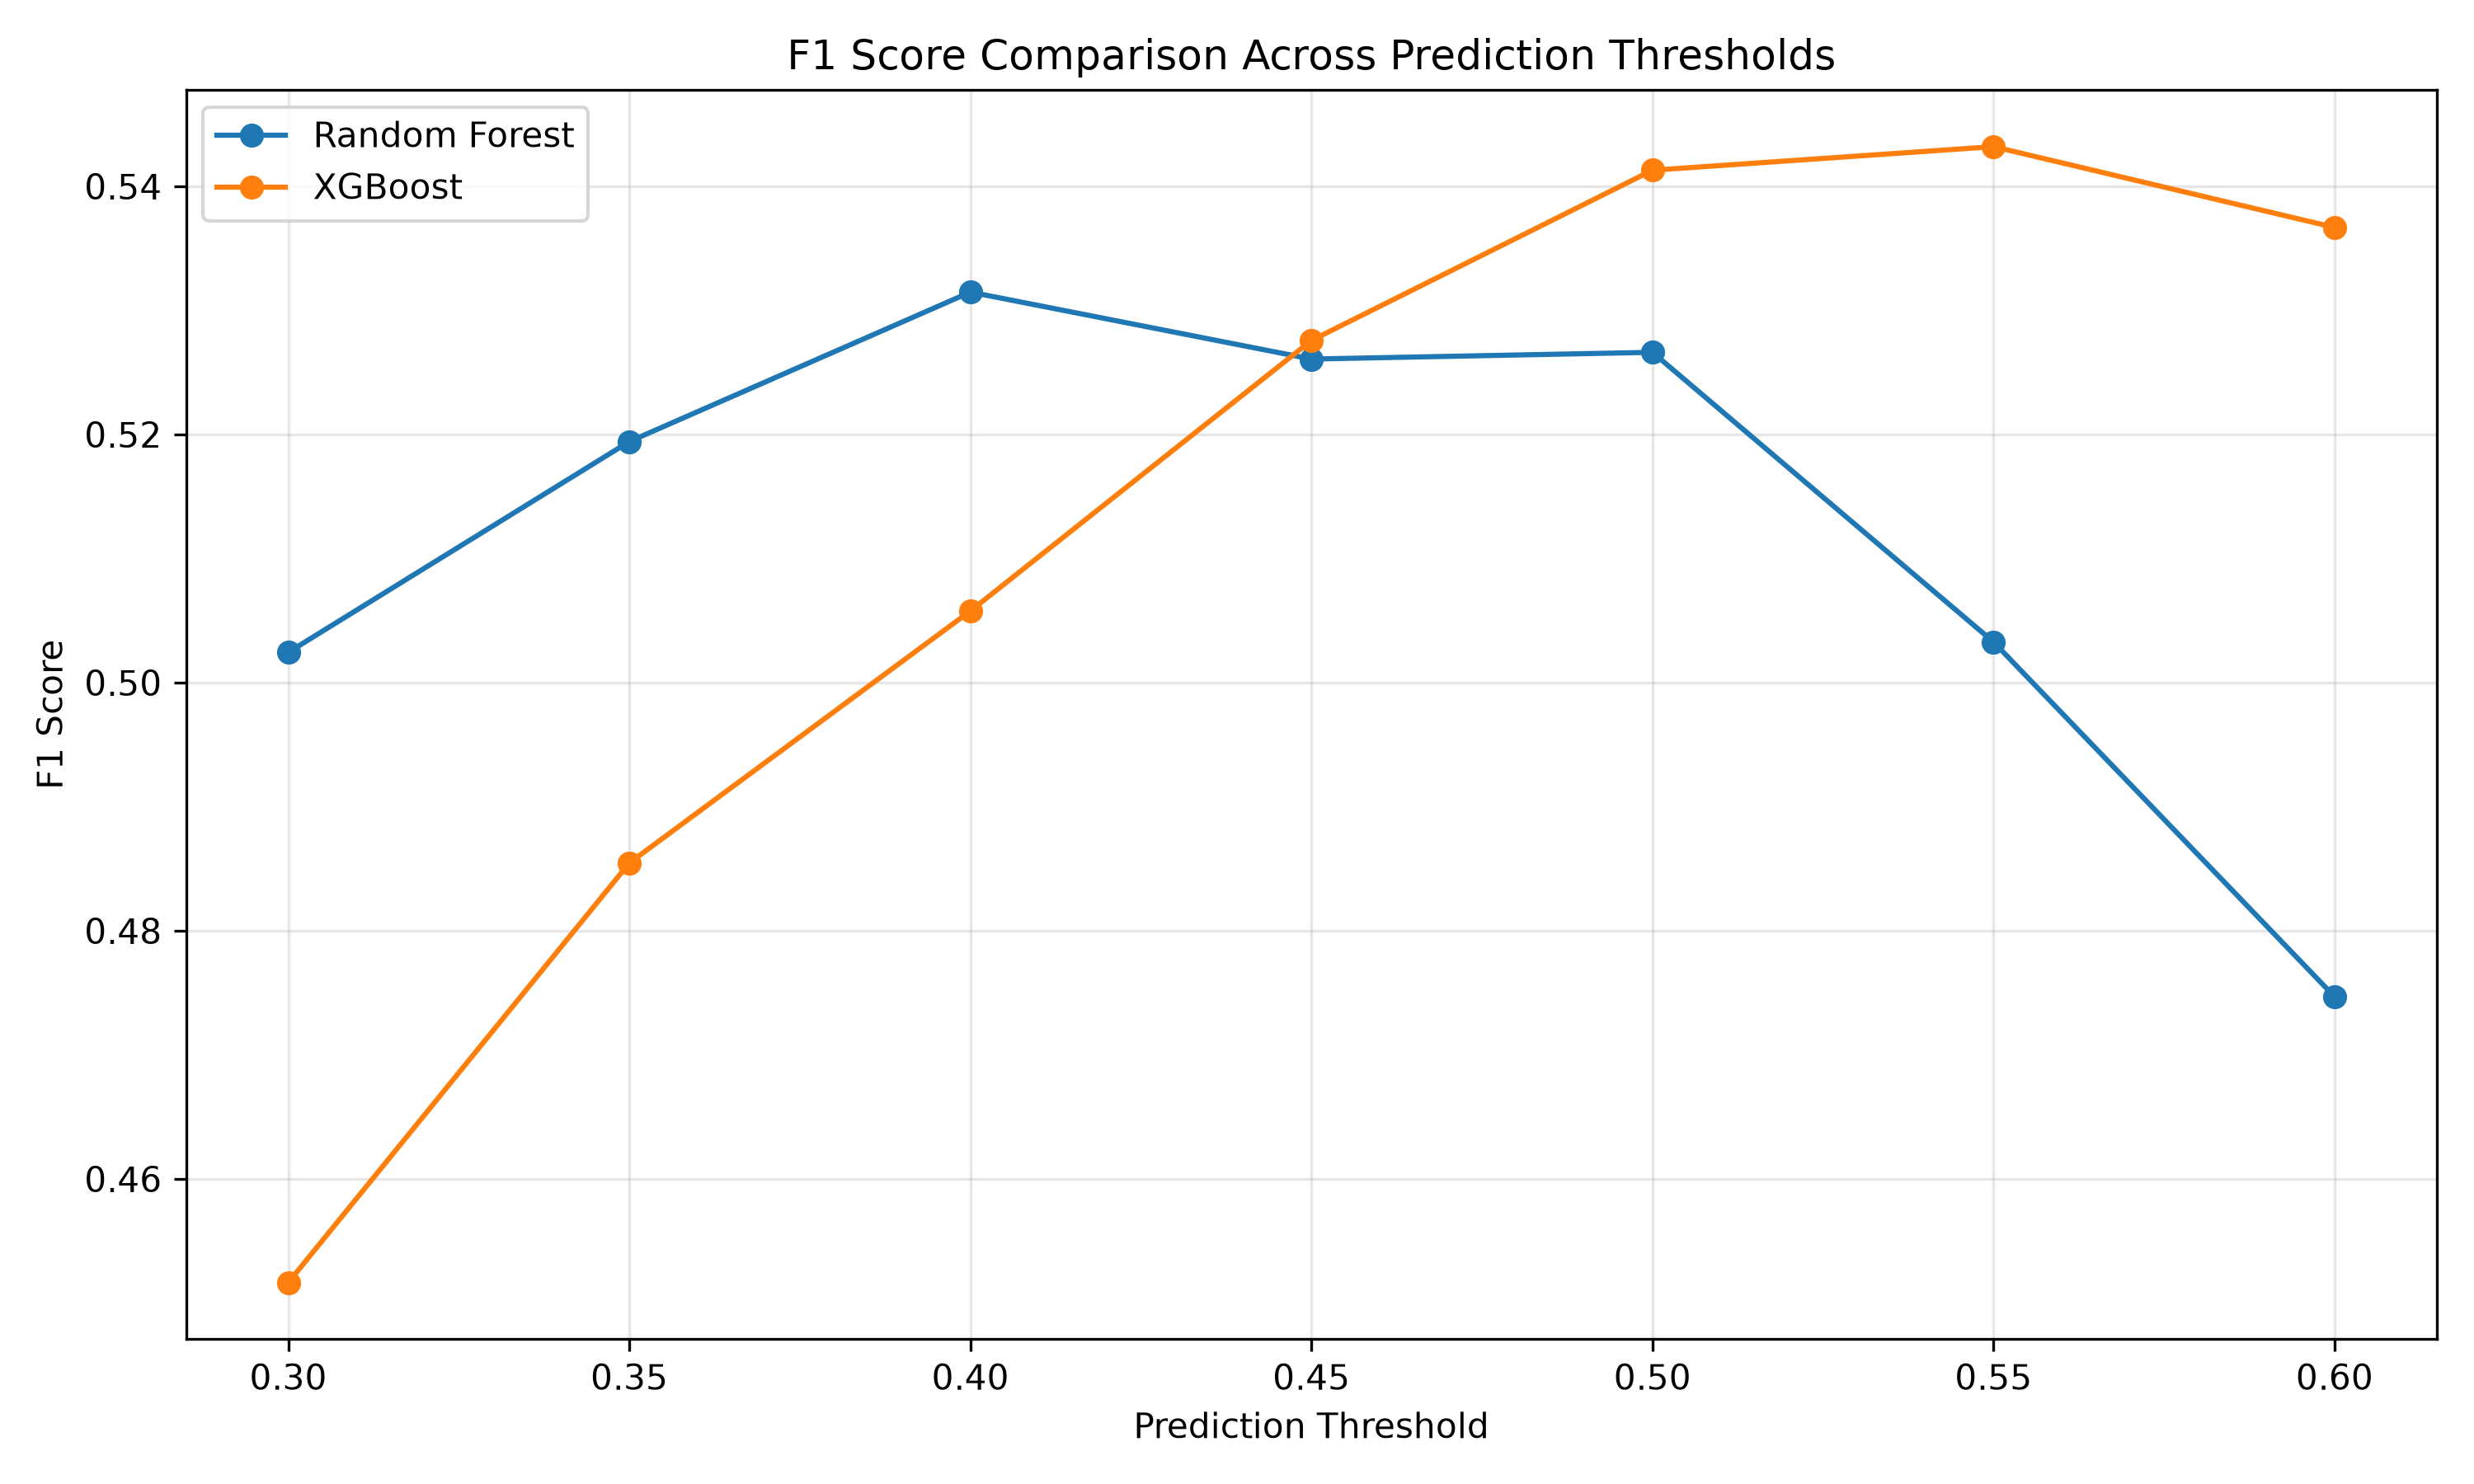 F1 Score Comparison Across Prediction Thresholds
Random Forest
XGBoost
0.54
0.52
0.50
0.48
0.46
F1 Score
0.30 0.35 0.40 0.45 0.50 0.55 0.60
Prediction Threshold